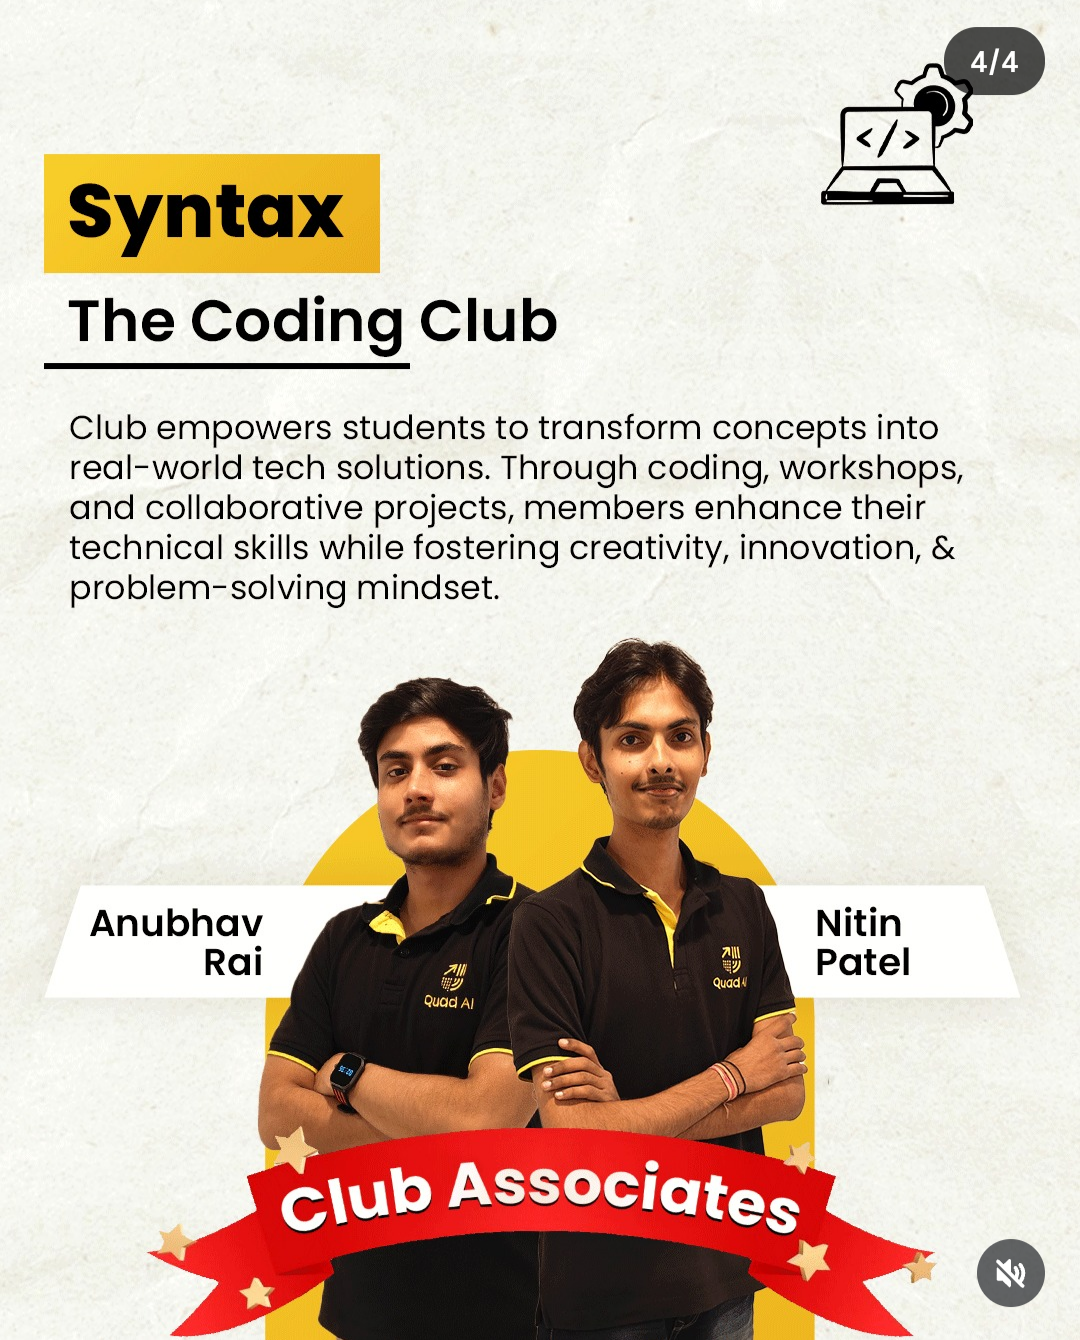 4/4
</>
Syntax
The Coding Club
Club empowers students to transform concepts into
real-world tech solutions. Through coding, workshops,
and collaborative projects, members enhance their
technical skills while fostering creativity, innovation, &
problem-solving mindset.
Anubhav
Rai
Nitin
Patel
Quad AI
Quad AI
Club Associates